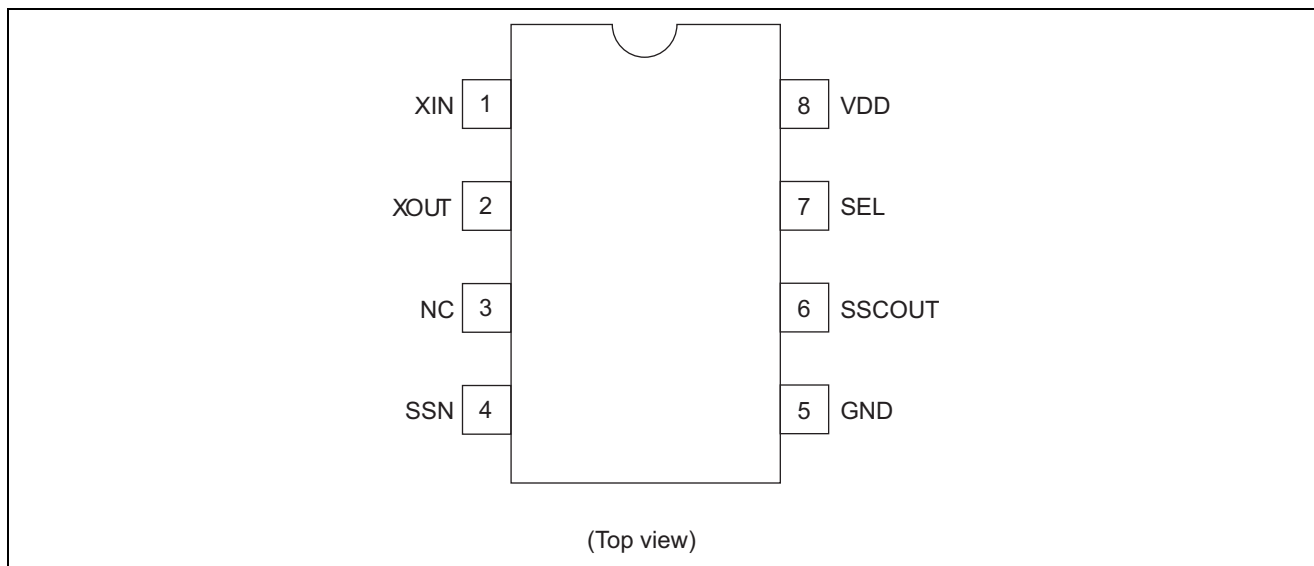 XIN 1 8 VDD
XOUT 2 7 SEL
NC 3 6 SSCOUT
SSN 4 5 GND
(Top view)